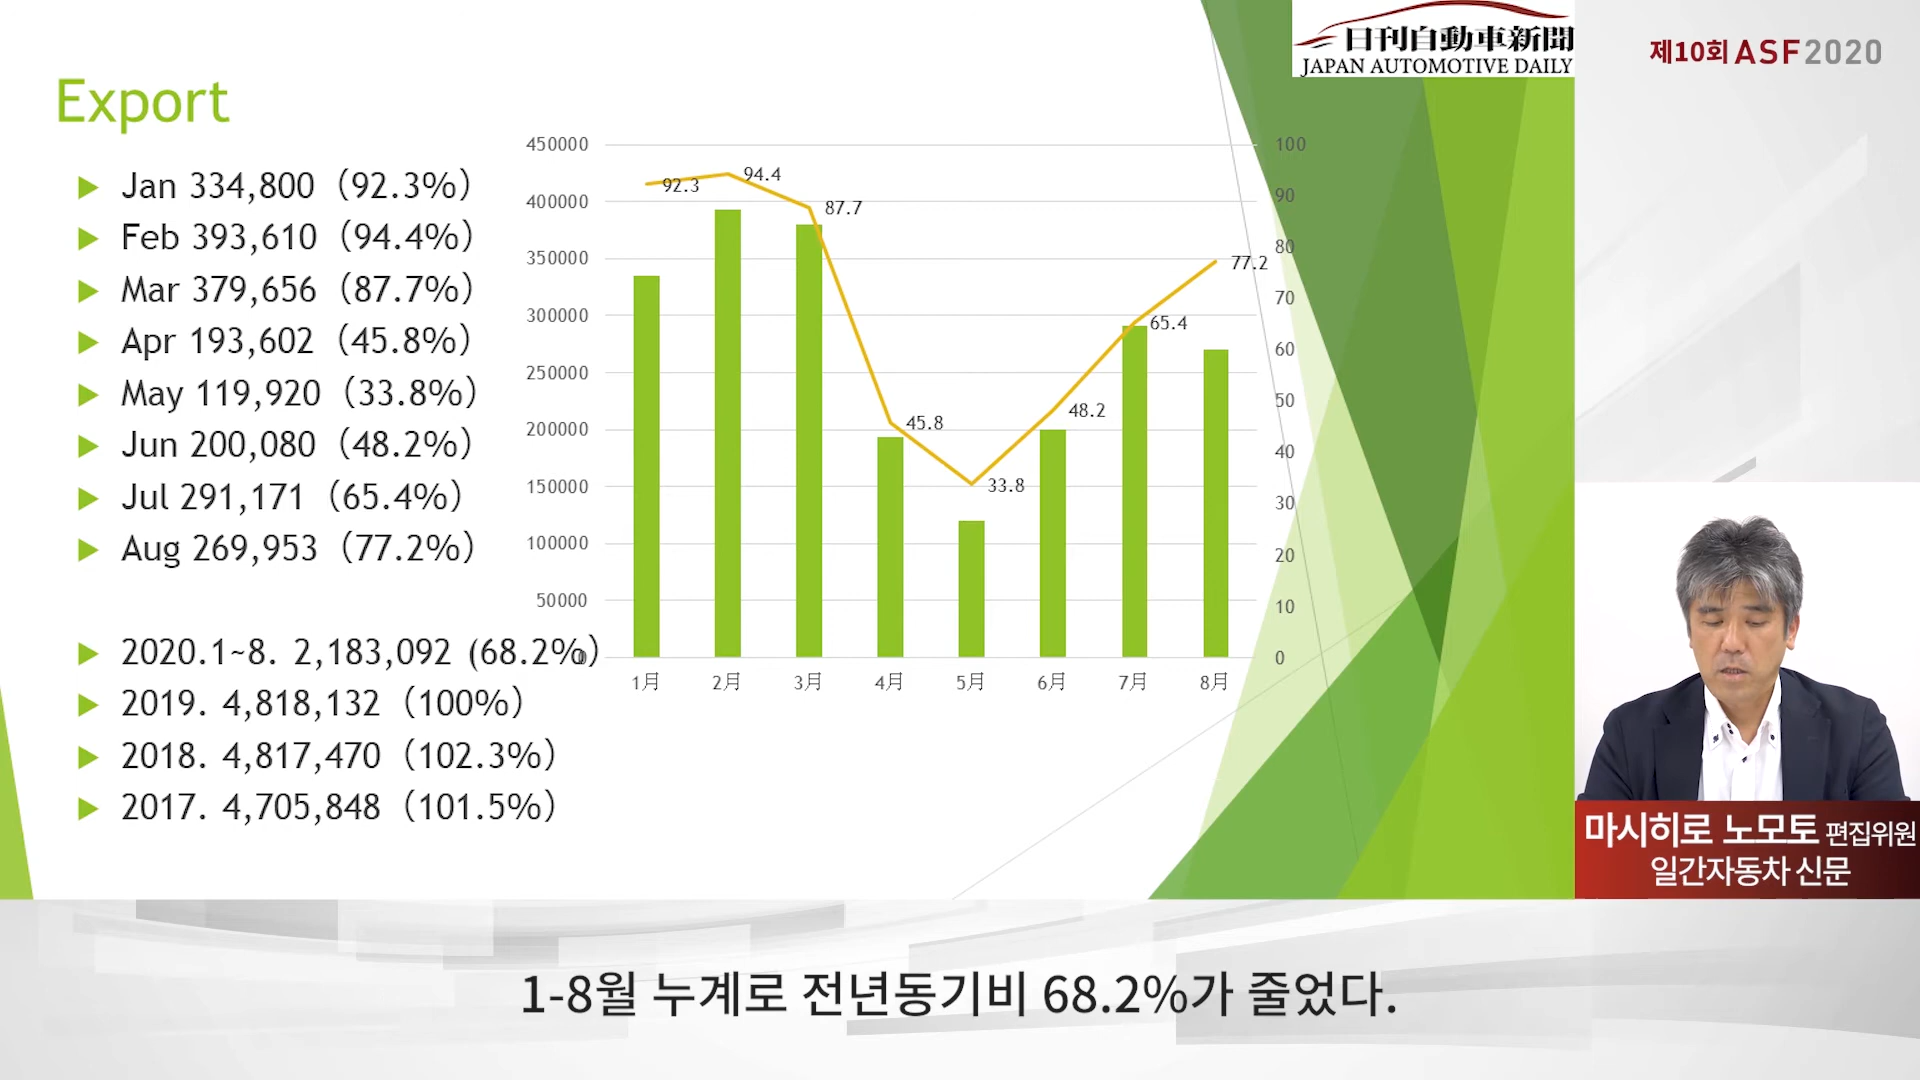 日刊自動車新聞
JAPAN AUTOMOTIVE DAILY
제10회 ASF2020
Export
Jan 334,800（92.3%）
Feb 393,610（94.4%）
Mar 379,656（87.7%）
Apr 193,602（45.8%）
May 119,920（33.8%）
Jun 200,080（48.2%）
Jul 291,171（65.4%）
Aug 269,953（77.2%）
2020.1~8. 2,183,092 (68.2%）
2019. 4,818,132（100%）
2018. 4,817,470（102.3%）
2017. 4,705,848（101.5%）
450000
400000
350000
300000
250000
200000
150000
100000
50000
0
92.3
94.4
87.7
45.8
33.8
48.2
65.4
77.2
100
90
80
70
60
50
40
30
20
10
0
1月 2月 3月 4月 5月 6月 7月 8月
마시히로 노모토 편집위원
일간자동차 신문
1-8월 누계로 전년동기비 68.2%가 줄었다.